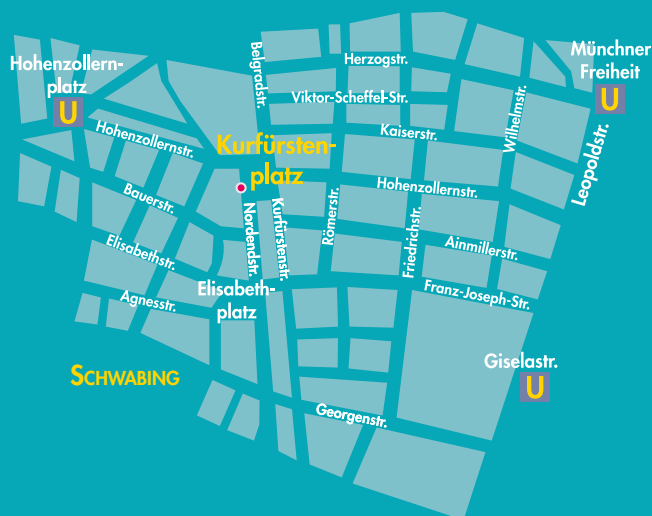 Hohenzollern-
platz
U
Belgradstr.
Herzogstr.
Münchner
Freiheit
U
Viktor-Scheffel-Str.
Wilhelmstr.
Hohenzollernstr.
Kurfürsten-
platz
Kaiserstr.
Leopoldstr.
Bauerstr.
Nordendstr.
Kurfürstenstr.
Römerstr.
Hohenzollernstr.
Friedrichstr.
Elisabethstr.
Ainmillerstr.
Agnesstr.
Elisabeth-
platz
Franz-Joseph-Str.
SCHWABING
Giselastr.
U
Georgenstr.